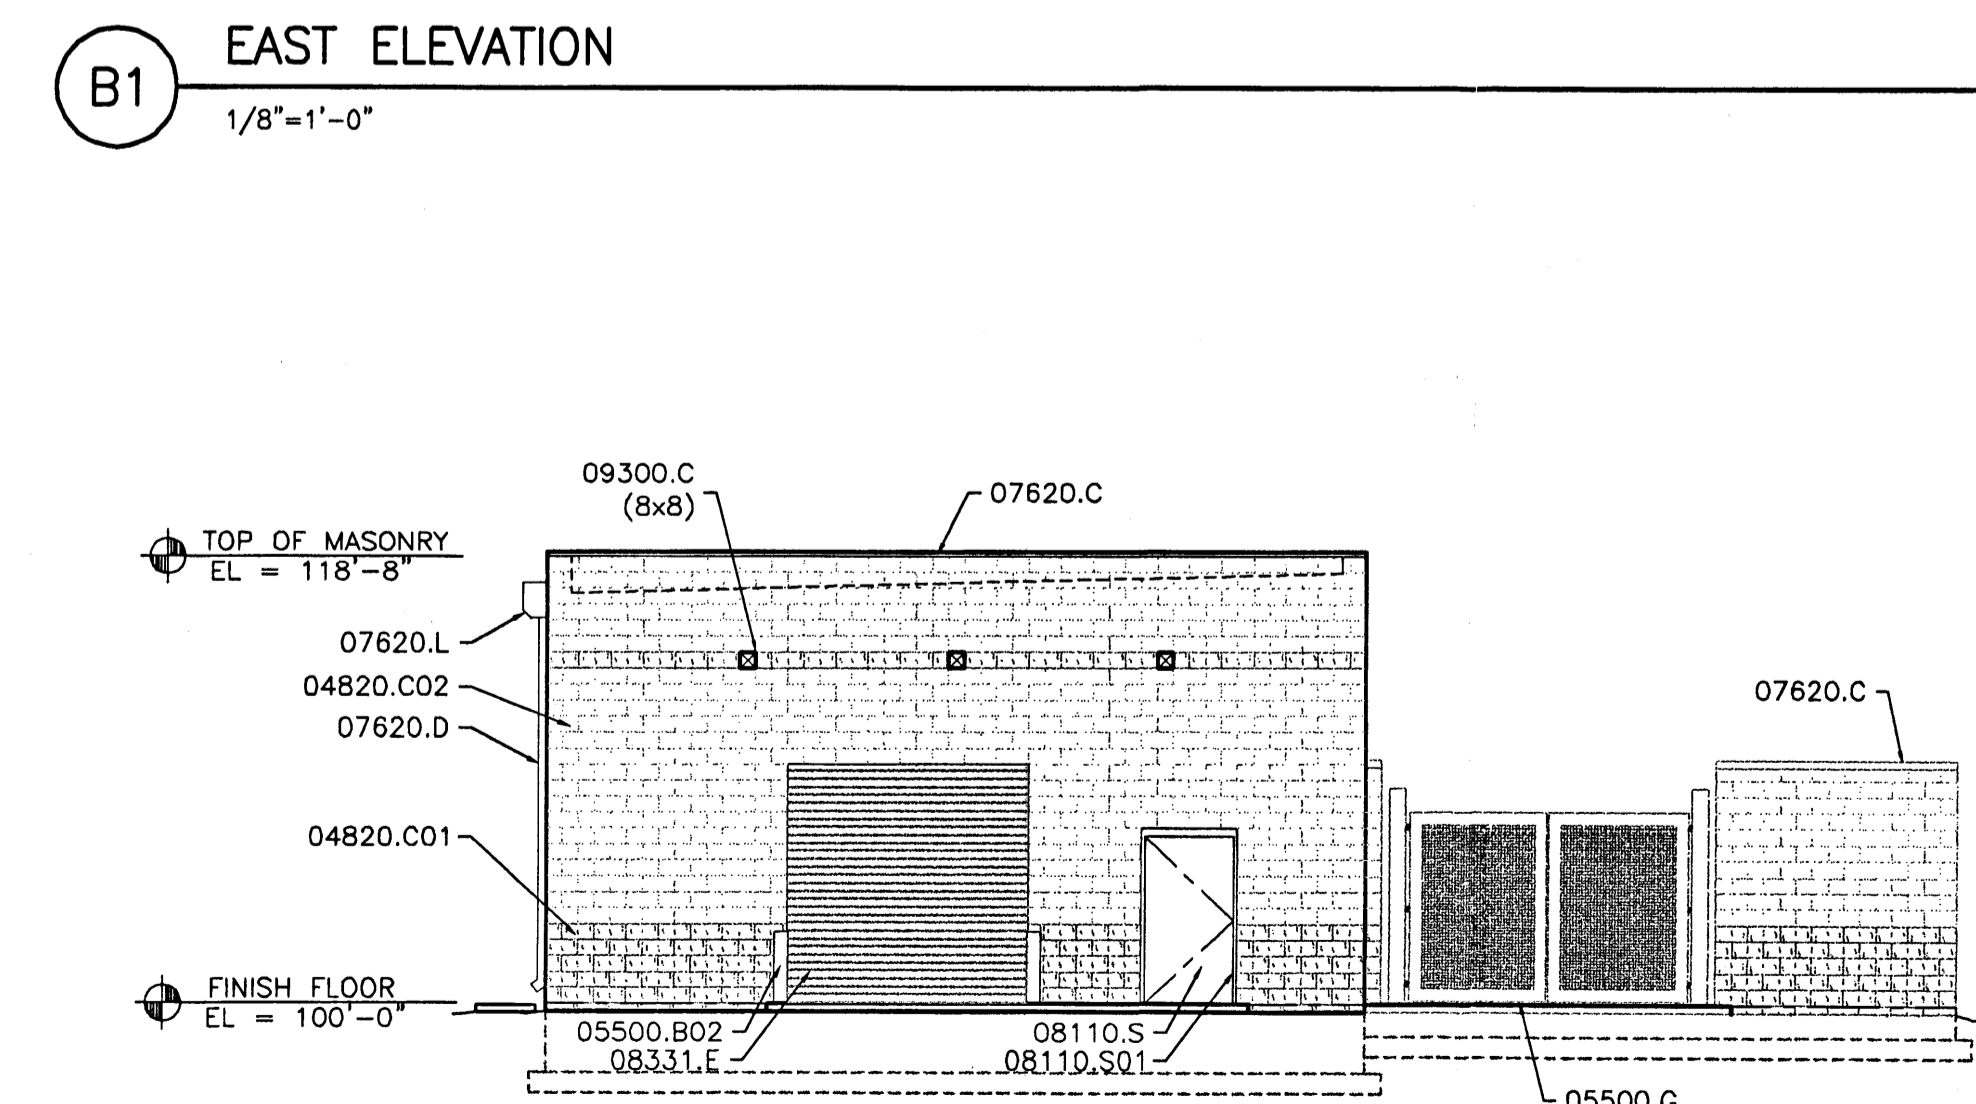 B1
EAST ELEVATION
1/8"=1'-0"
09300.C
(8x8)
07620.C
TOP OF MASONRY
EL = 118'-8"
07620.L
04820.C02
07620.D
07620.C
04820.C01
FINISH FLOOR
EL = 100'-0"
05500.B02
08331.E
08110.S
08110.S01
05500.G